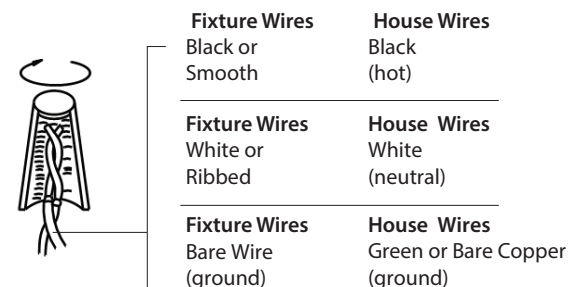 Fixture Wires House Wires
Black or Black
Smooth (hot)
Fixture Wires House Wires
White or White
Ribbed (neutral)
Fixture Wires House Wires
Bare Wire Green or Bare Copper
(ground) (ground)